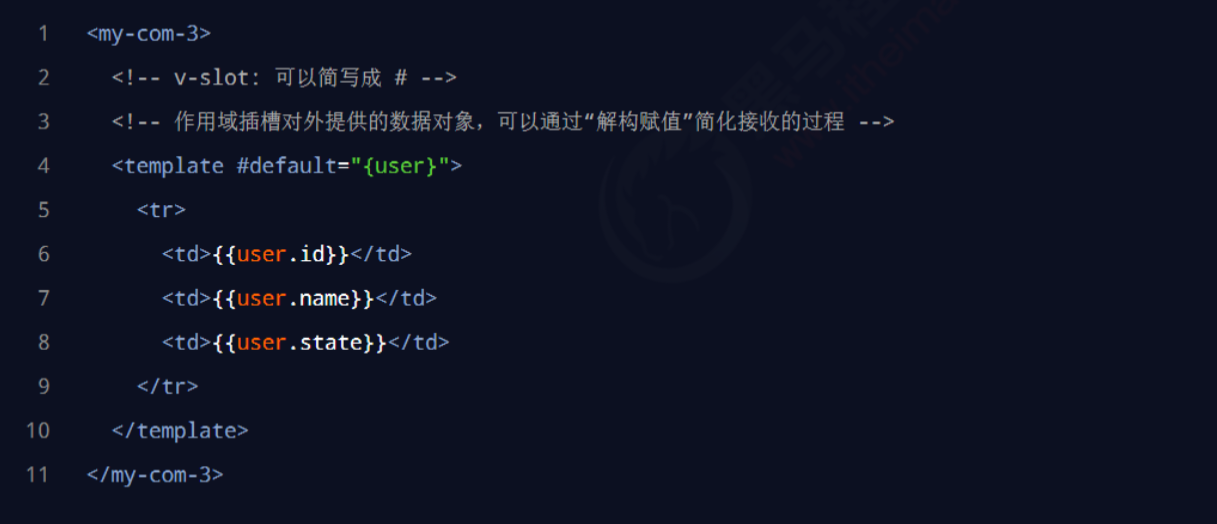 1 <my-com-3>
2 <!-- v-slot: 可以简写成 # -->
3 <!-- 作用域插槽对外提供的数据对象，可以通过“解构赋值”简化接收的过程 -->
4 <template #default="{user}">
5 <tr>
6 <td>{{user.id}}</td>
7 <td>{{user.name}}</td>
8 <td>{{user.state}}</td>
9 </tr>
10 </template>
11 </my-com-3>